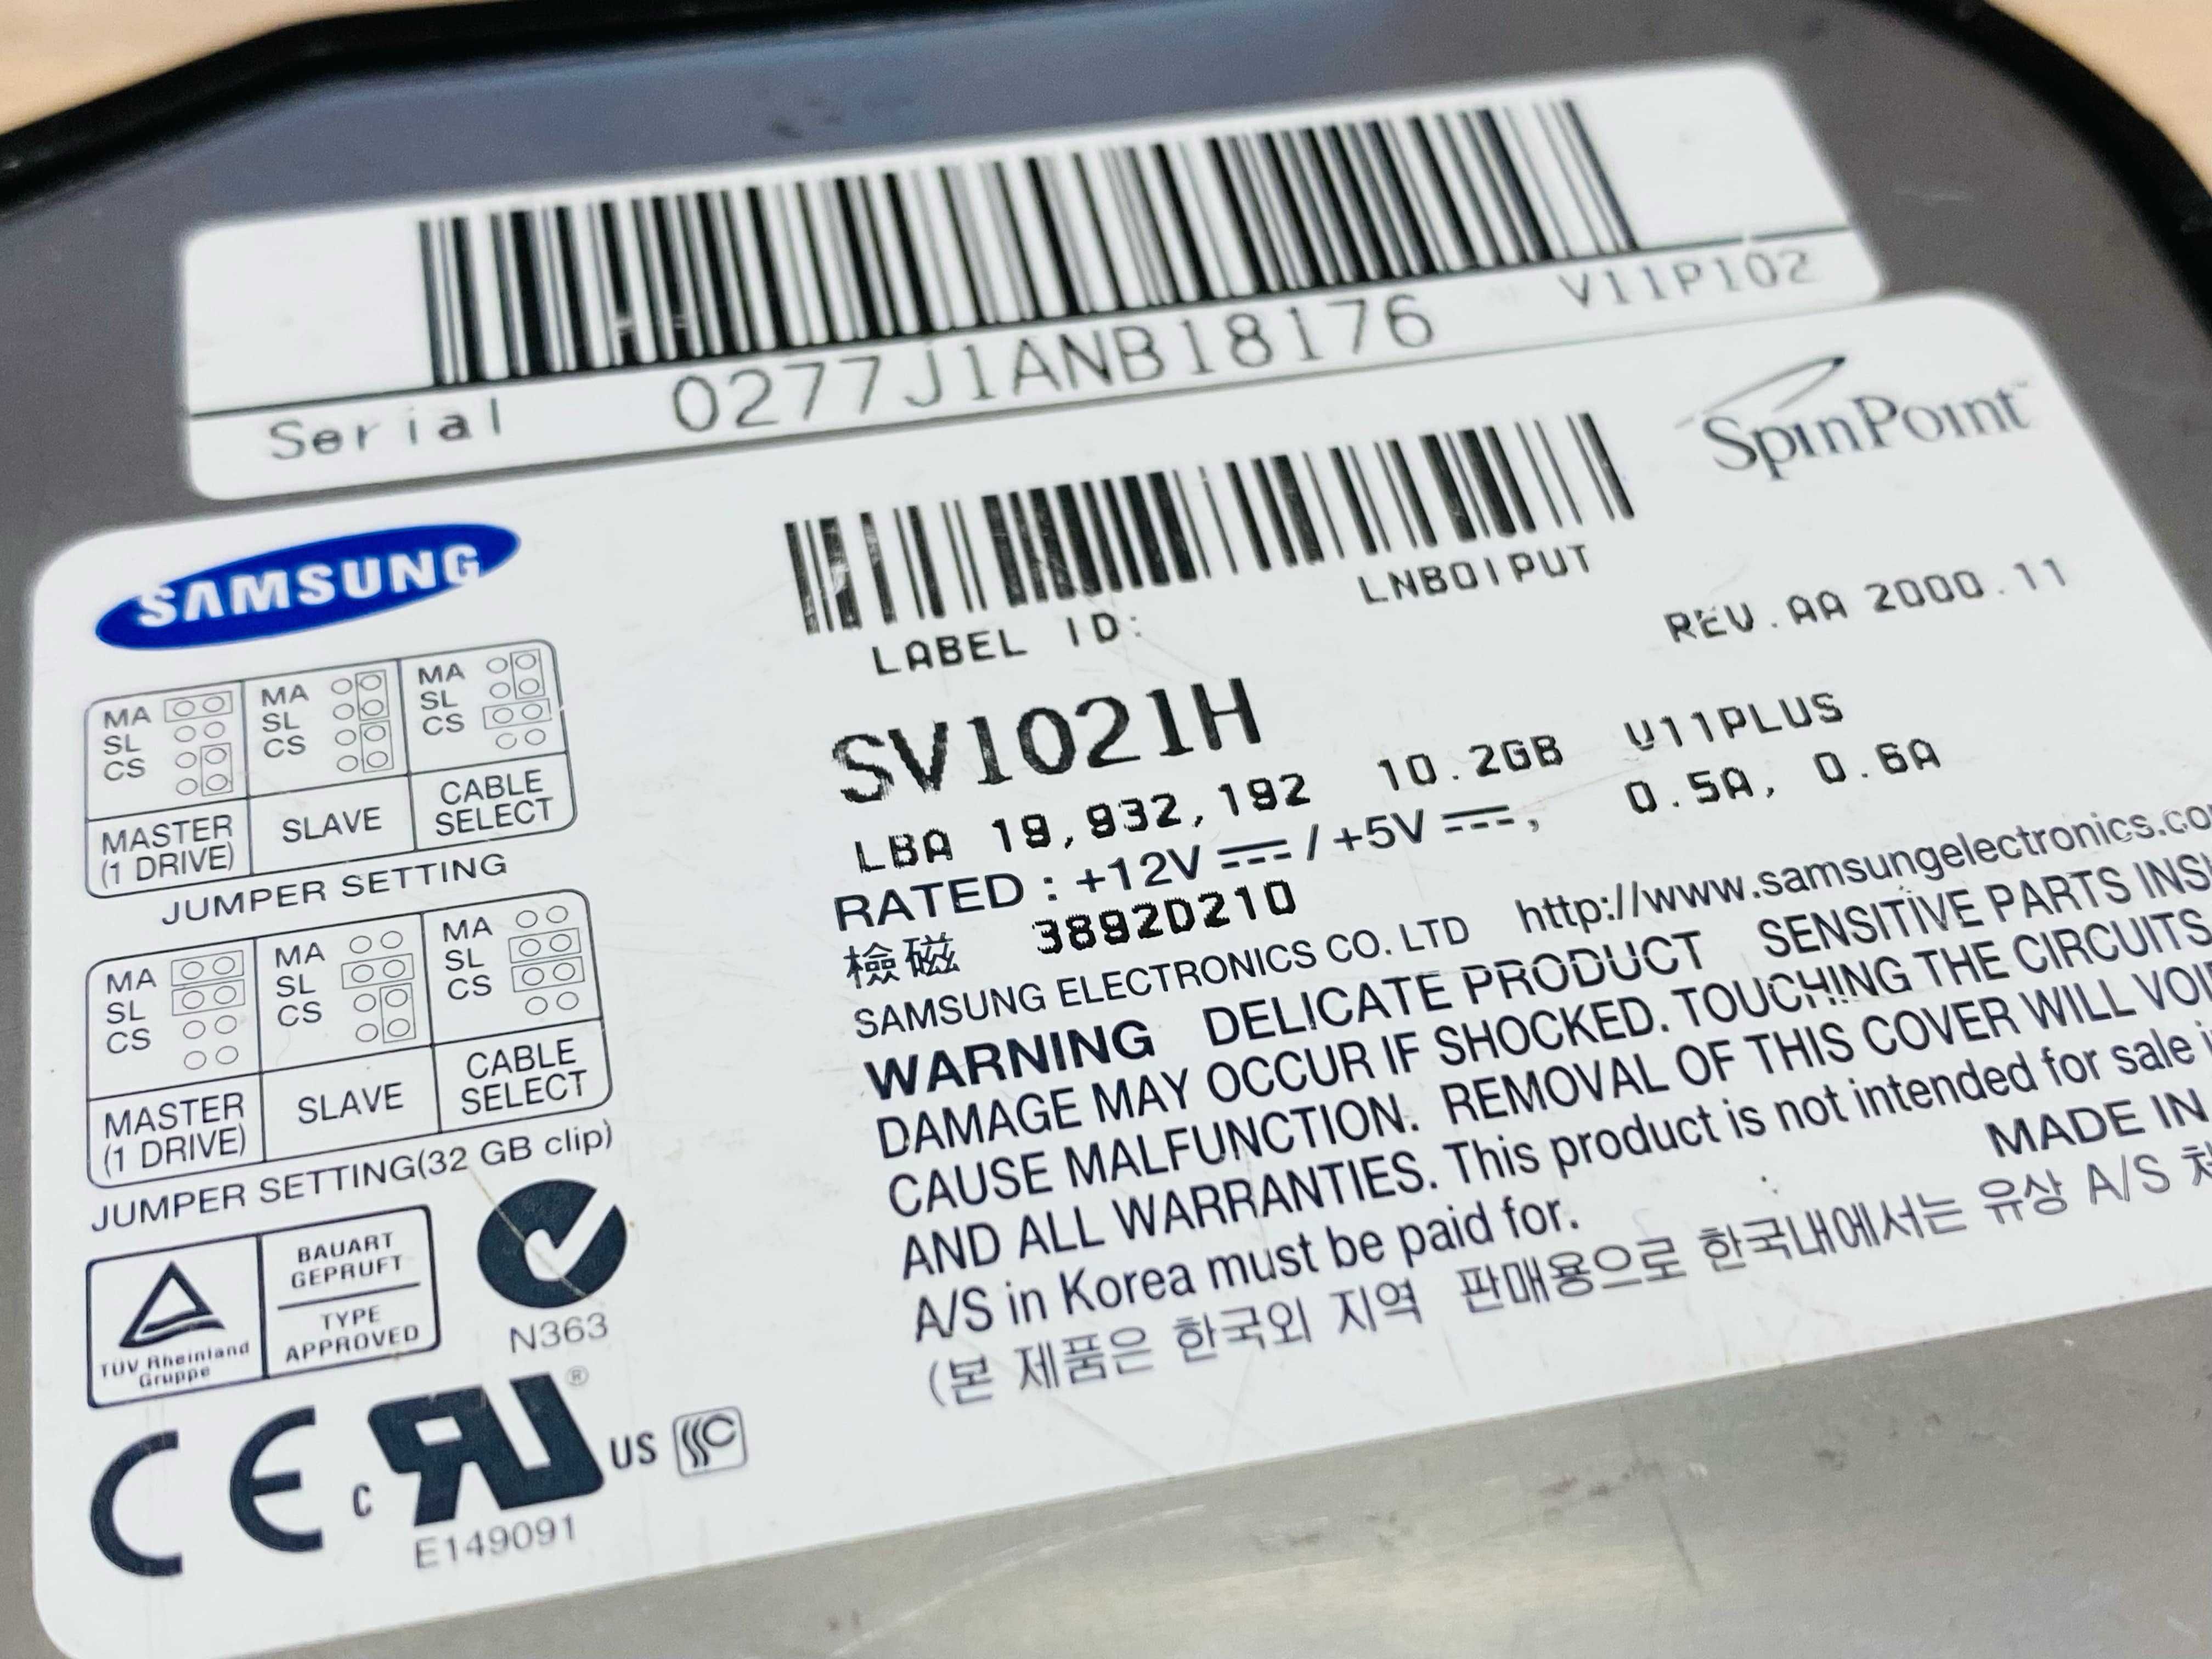 Serial 0277J1ANB18176 V11P102
SAMSUNG
SpinPoint™
LABEL ID: LNB01PUT
REV.AA 2000.11
SV1021H
LBA 19,932,192 10.2GB V11PLUS
RATED : +12V / +5V , 0.5A, 0.6A
檢磁 3892D210
SAMSUNG ELECTRONICS CO. LTD http://www.samsungelectronics.co
WARNING DELICATE PRODUCT SENSITIVE PARTS INS
DAMAGE MAY OCCUR IF SHOCKED. TOUCHING THE CIRCUITS
CAUSE MALFUNCTION. REMOVAL OF THIS COVER WILL VOI
AND ALL WARRANTIES. This product is not intended for sale
A/S in Korea must be paid for. MADE IN
(본 제품은 한국외 지역 판매용으로 한국내에서는 유상 A/S
MA
SL
CS
MASTER
(1 DRIVE)
MA
SL
CS
SLAVE
MA
SL
CS
CABLE
SELECT
JUMPER SETTING
MA
SL
CS
MASTER
(1 DRIVE)
MA
SL
CS
SLAVE
MA
SL
CS
CABLE
SELECT
JUMPER SETTING(32 GB clip)
TÜV Rheinland
Gruppe
BAUART
GEPRUFT
TYPE
APPROVED
N363
CE
c RU ® US
E149091